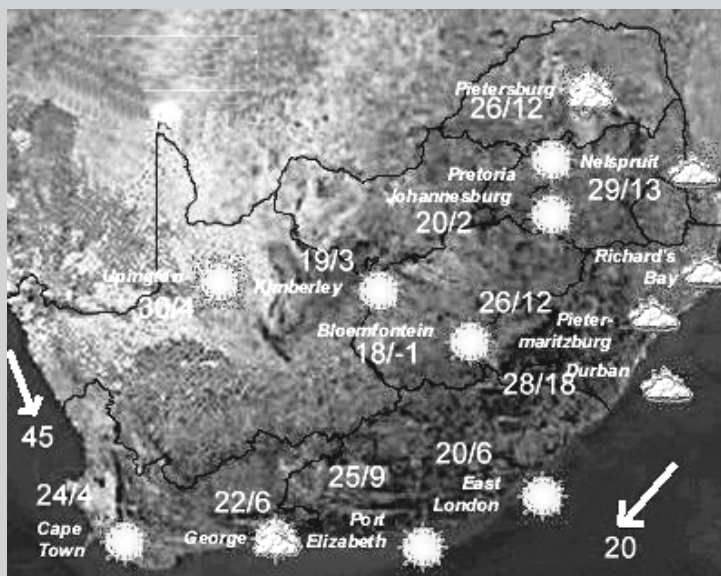 Pietersburg
26/12
Pretoria
Nelspruit
Johannesburg
29/13
20/2
Richard's
Bay
19/3
Upington
Kimberley
30/4
26/12
Bloemfontein
Pieter-
maritzburg
18/-1
28/18
Durban
45
20/6
25/9
East
London
24/4
22/6
Cape
Town
George
Port
Elizabeth
20